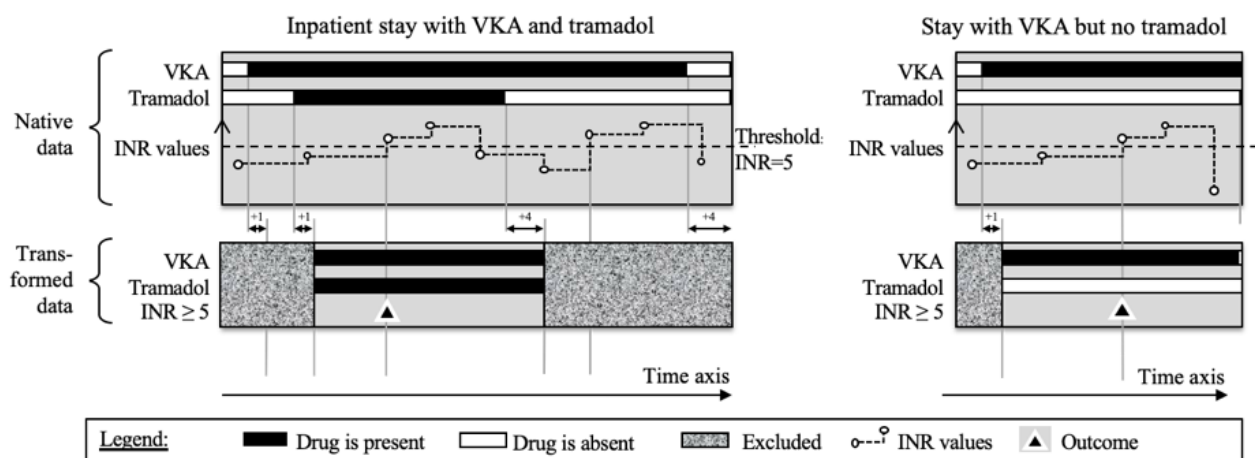 Inpatient stay with VKA and tramadol
Stay with VKA but no tramadol
Native
data
VKA
Tramadol
INR values
Threshold:
INR=5
VKA
Tramadol
INR values
+1
+1
+4
+4
+1
Trans-
formed
data
VKA
Tramadol
INR ≥ 5
VKA
Tramadol
INR ≥ 5
Time axis
Time axis
Legend:
Drug is present
Drug is absent
Excluded
INR values
Outcome